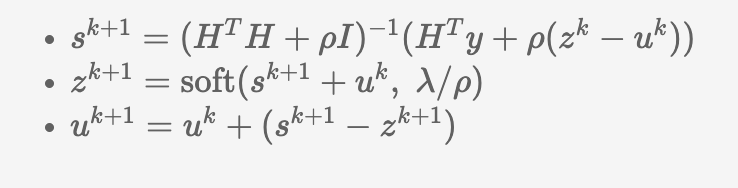 • s^{k+1} = (H^T H + ρI)^{-1}(H^T y + ρ(z^k − u^k))
• z^{k+1} = soft(s^{k+1} + u^k, λ/ρ)
• u^{k+1} = u^k + (s^{k+1} − z^{k+1})